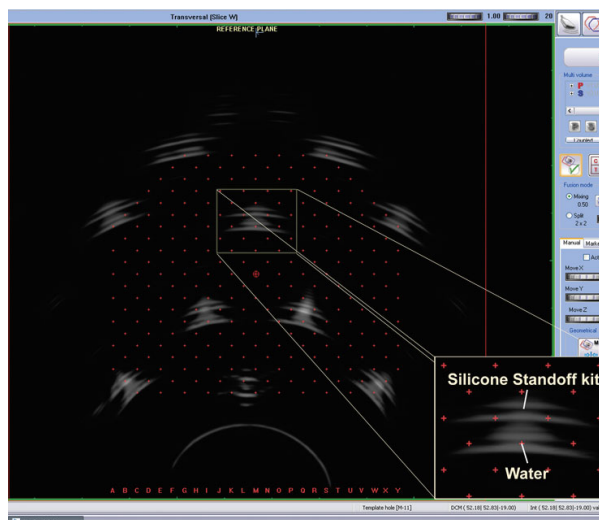 Transversal (Slice W)
1.00
20
REFERENCE PLANE
Multi volume
P
S
Fusion mode
Mixing
0.50
Split
2 x 2
Manual
Marke
Move X
Move Y
Move Z
Geometrical
Silicone Standoff kit
Water
A B C D E F G H I J K L M N O P Q R S T U V W X Y
Template hole [M-11]
DCM ( 52.18| 52.83|-19.00)
Int ( 52.18| 52.83|-19.00) val